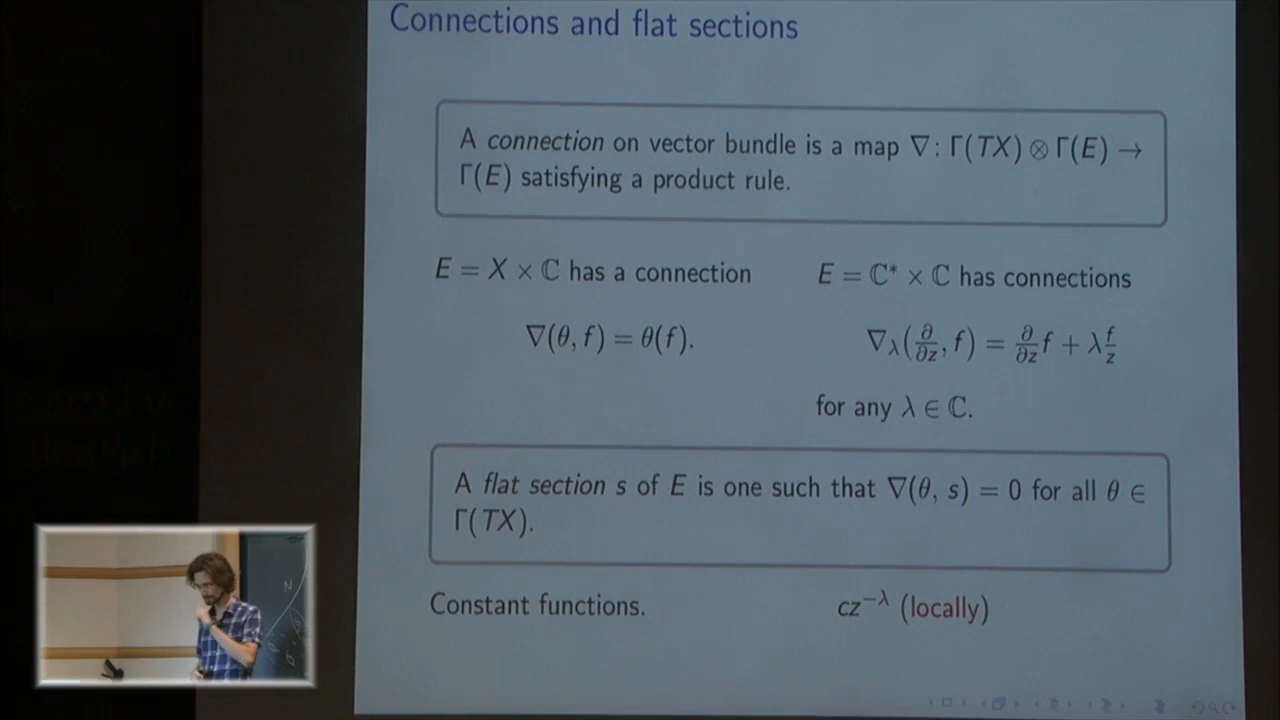 Connections and flat sections
A connection on vector bundle is a map ∇: Γ(TX) ⊗ Γ(E) →
Γ(E) satisfying a product rule.
E = X × ℂ has a connection
∇(θ, f) = θ(f).
E = ℂ* × ℂ has connections
∇_λ(∂/∂z, f) = ∂/∂z f + λ f/z
for any λ ∈ ℂ.
A flat section s of E is one such that ∇(θ, s) = 0 for all θ ∈
Γ(TX).
Constant functions.
cz^{-λ} (locally)
N